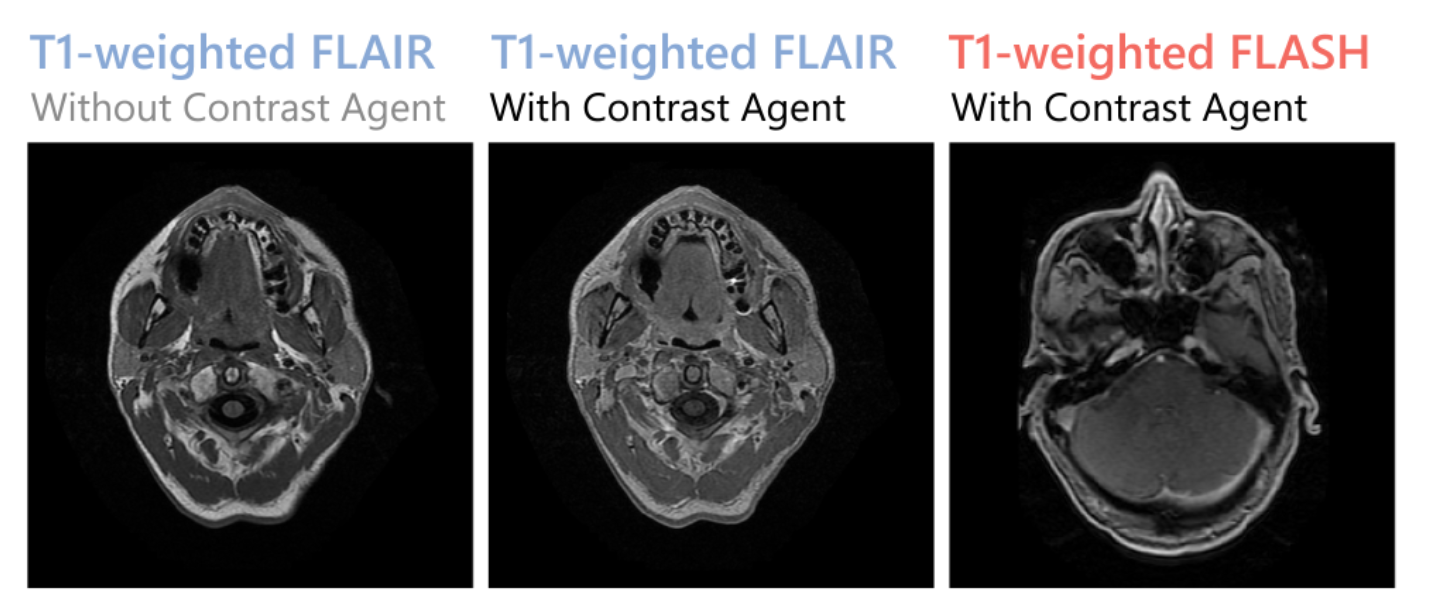 T1-weighted FLAIR
Without Contrast Agent
T1-weighted FLAIR
With Contrast Agent
T1-weighted FLASH
With Contrast Agent